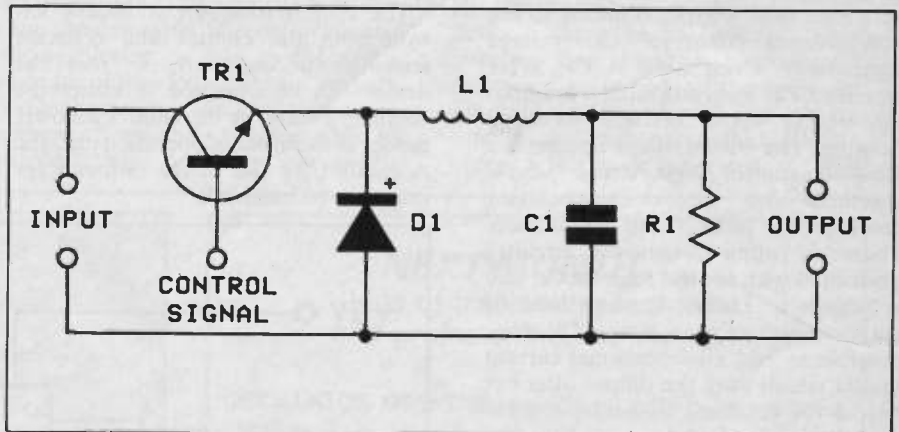 TR1
L1
INPUT
+
D1
C1
R1
OUTPUT
CONTROL
SIGNAL